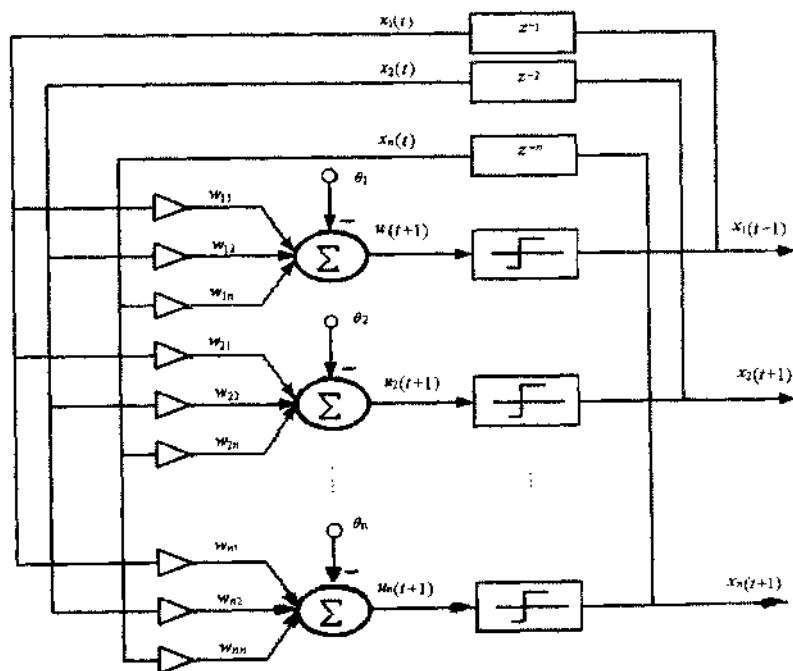 x₁(t)
z⁻¹
x₂(t)
z⁻²
xₙ(t)
z⁻ⁿ
θ₁
w₁₁
−
u(t+1)
x₁(t−1)
w₁₂
Σ
w₁ₙ
θ₂
w₂₁
−
u₂(t+1)
x₂(t+1)
w₂₂
Σ
w₂ₙ
θₙ
wₙ₁
−
uₙ(t+1)
xₙ(t+1)
wₙ₂
Σ
wₙₙ